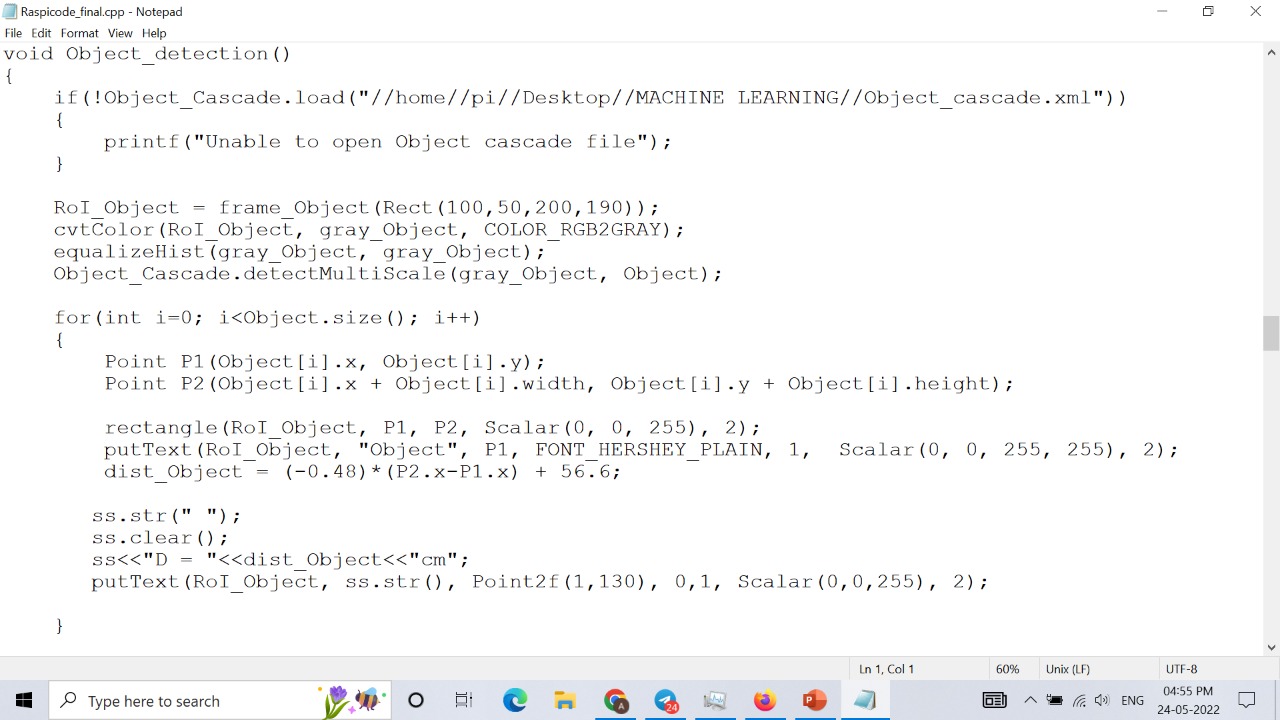 Raspicode_final.cpp - Notepad
File Edit Format View Help
void Object_detection()
{
if(!Object_Cascade.load("//home//pi//Desktop//MACHINE LEARNING//Object_cascade.xml"))
{
printf("Unable to open Object cascade file");
}
RoI_Object = frame_Object(Rect(100,50,200,190));
cvtColor(RoI_Object, gray_Object, COLOR_RGB2GRAY);
equalizeHist(gray_Object, gray_Object);
Object_Cascade.detectMultiScale(gray_Object, Object);
for(int i=0; i<Object.size(); i++)
{
Point P1(Object[i].x, Object[i].y);
Point P2(Object[i].x + Object[i].width, Object[i].y + Object[i].height);
rectangle(RoI_Object, P1, P2, Scalar(0, 0, 255), 2);
putText(RoI_Object, "Object", P1, FONT_HERSHEY_PLAIN, 1,  Scalar(0, 0, 255, 255), 2);
dist_Object = (-0.48)*(P2.x-P1.x) + 56.6;
ss.str(" ");
ss.clear();
ss<<"D = "<<dist_Object<<"cm";
putText(RoI_Object, ss.str(), Point2f(1,130), 0,1, Scalar(0,0,255), 2);
}
Ln 1, Col 1 60% Unix (LF) UTF-8
Type here to search
A
24
ENG
04:55 PM
24-05-2022